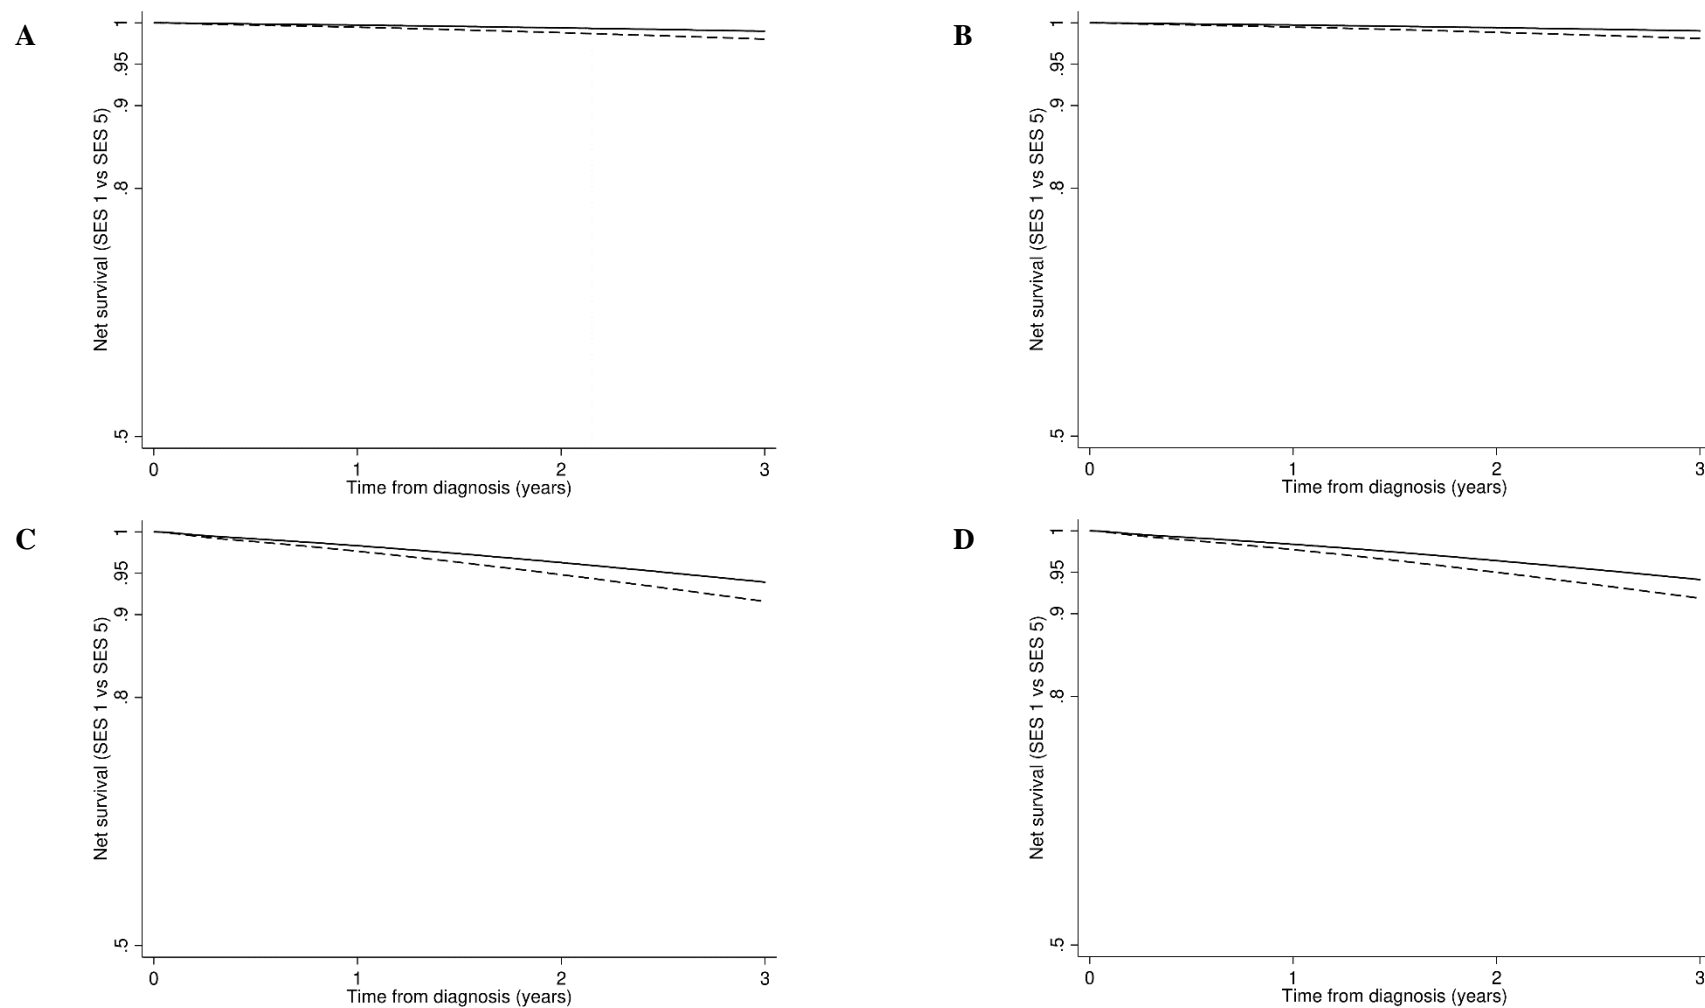 A
Net survival (SES 1 vs SES 5)
1
.95
.9
.8
.5
0 1 2 3
Time from diagnosis (years)
B
Net survival (SES 1 vs SES 5)
1
.95
.9
.8
.5
0 1 2 3
Time from diagnosis (years)
C
Net survival (SES 1 vs SES 5)
1
.95
.9
.8
.5
0 1 2 3
Time from diagnosis (years)
D
Net survival (SES 1 vs SES 5)
1
.95
.9
.8
.5
0 1 2 3
Time from diagnosis (years)